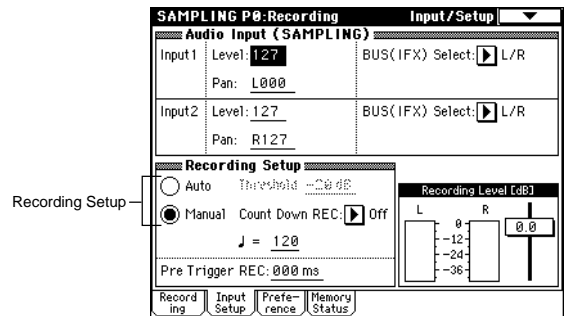 SAMPLING P0:Recording Input/Setup
Audio Input (SAMPLING)
Input1 Level: 127 BUS(IFX) Select: L/R
Pan: L000
Input2 Level: 127 BUS(IFX) Select: L/R
Pan: R127
Recording Setup
Auto Threshold -20 dB
Recording Setup
Manual Count Down REC: Off
♩ = 120
Pre Trigger REC: 000 ms
Recording Level [dB]
L R
0
-12
-24
-36
0.0
Record
ing
Input
Setup
Prefe-
rence
Memory
Status